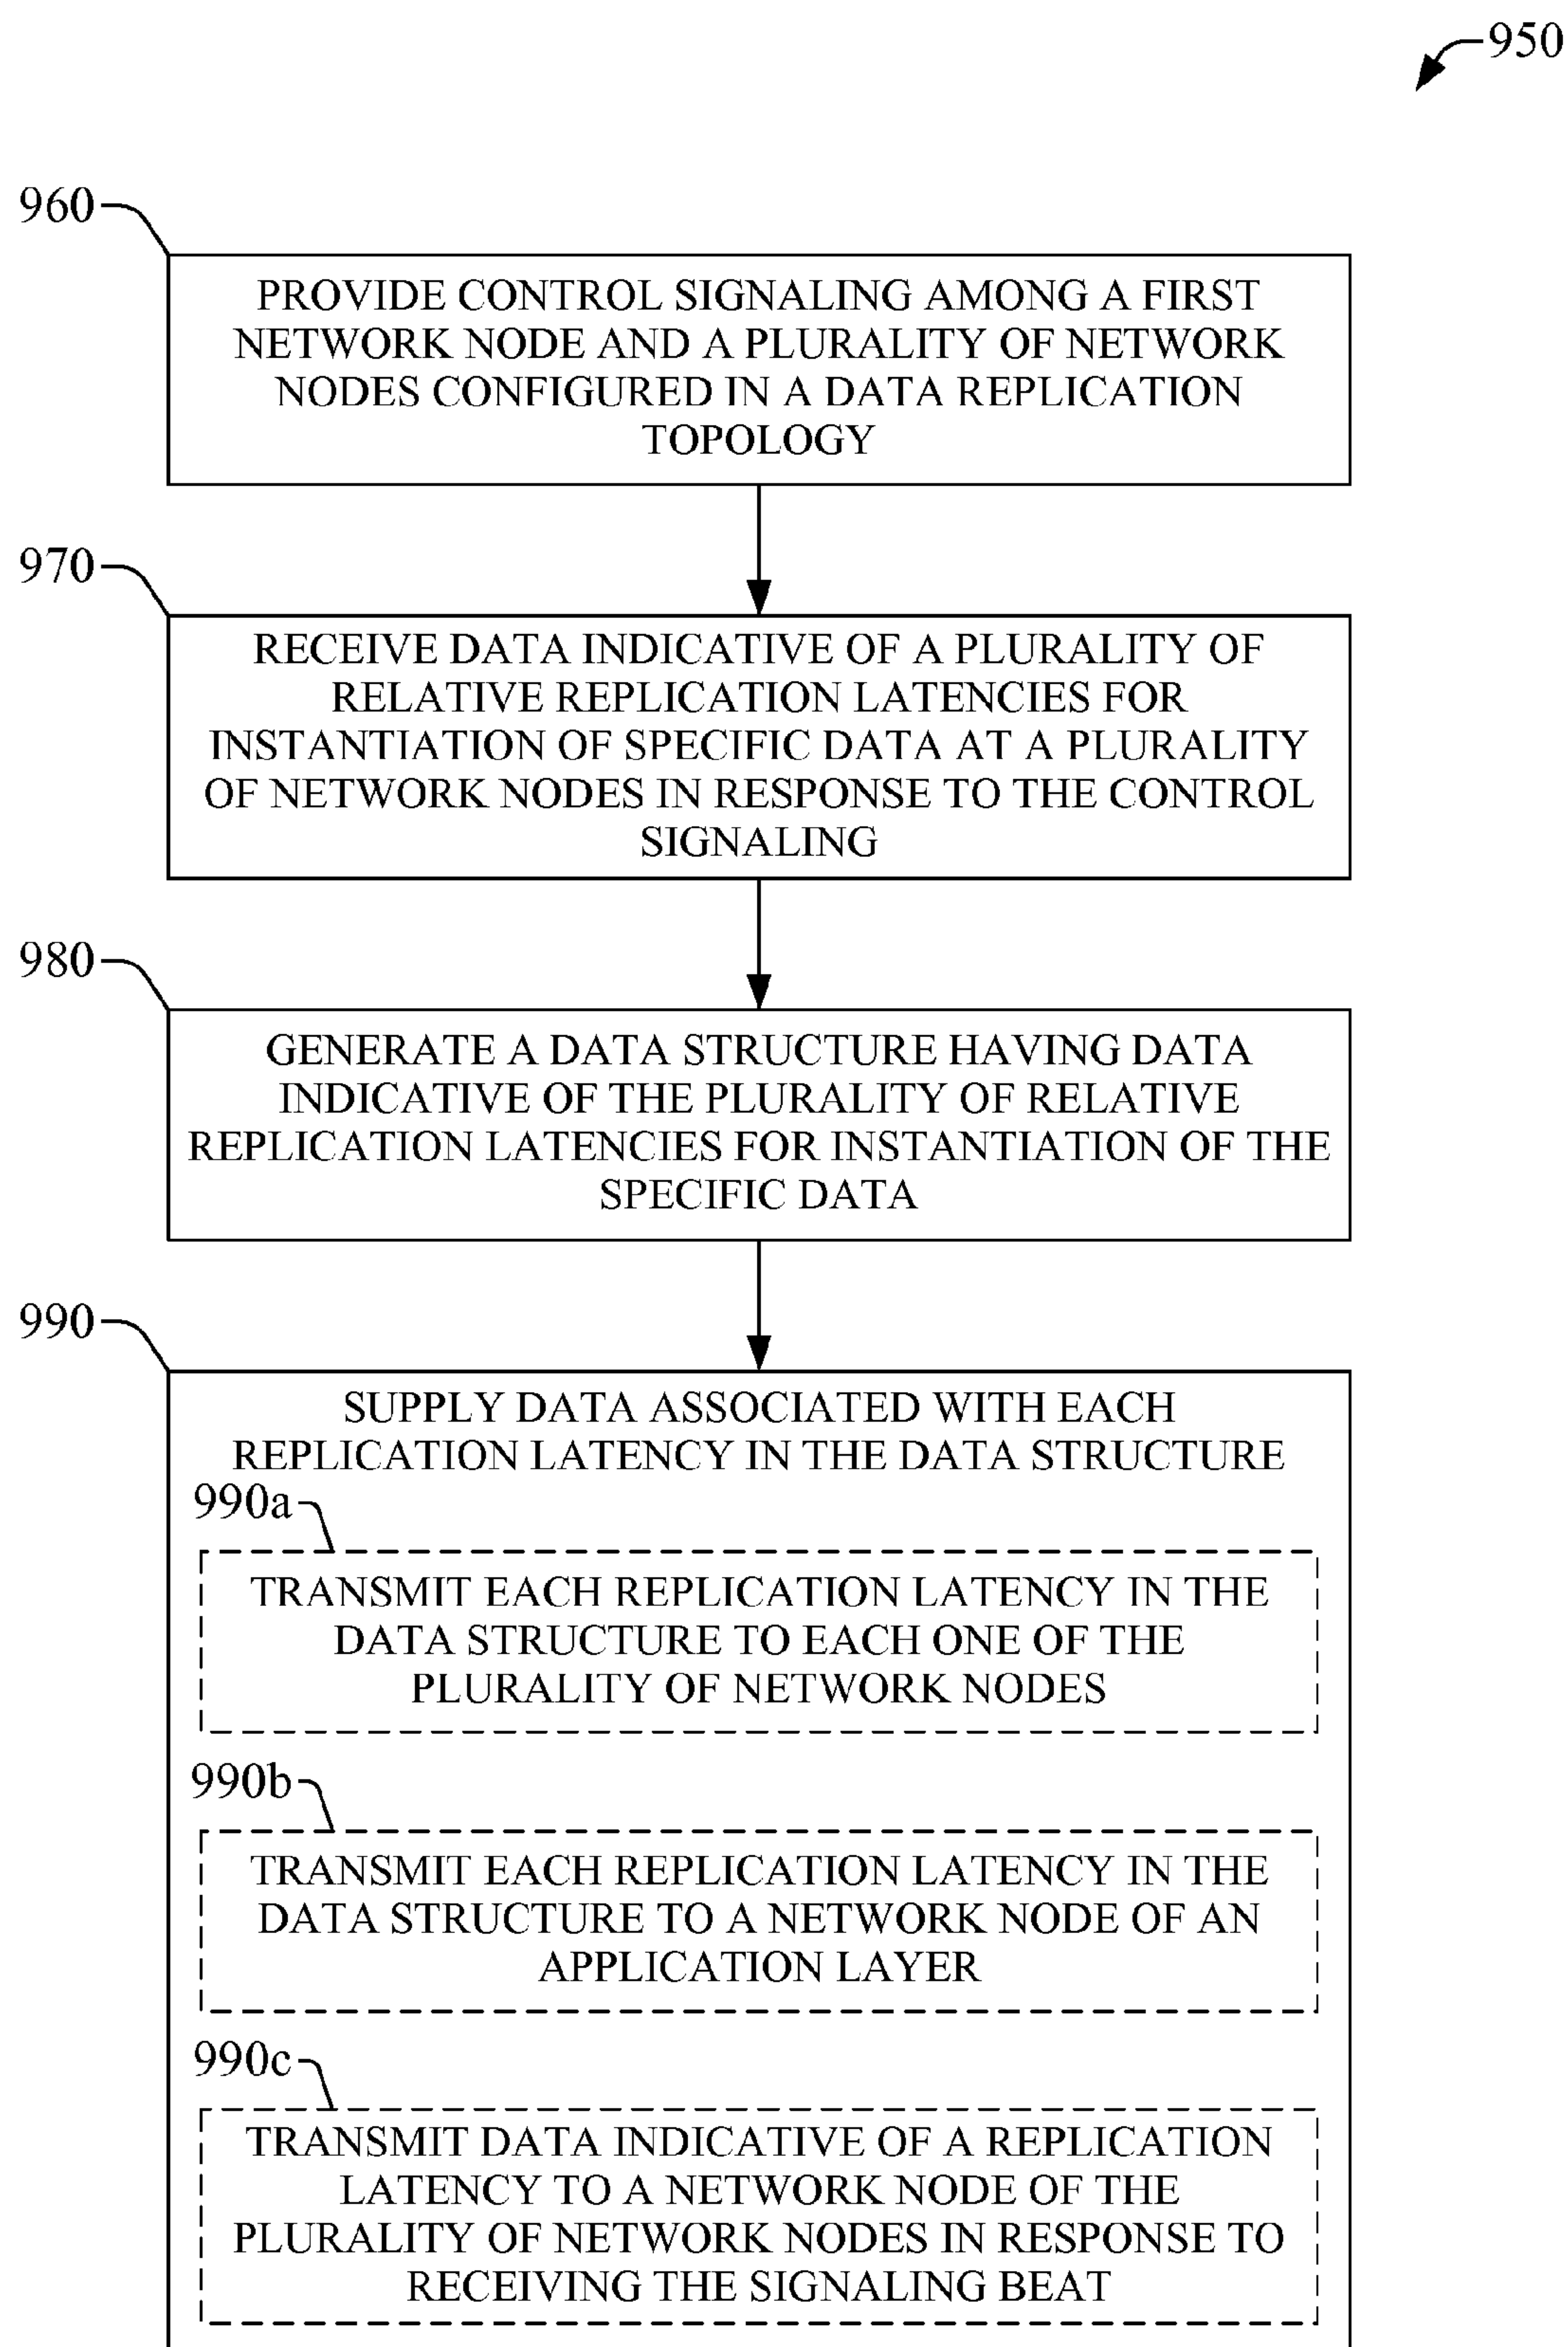 950
960
PROVIDE CONTROL SIGNALING AMONG A FIRST
NETWORK NODE AND A PLURALITY OF NETWORK
NODES CONFIGURED IN A DATA REPLICATION
TOPOLOGY
970
RECEIVE DATA INDICATIVE OF A PLURALITY OF
RELATIVE REPLICATION LATENCIES FOR
INSTANTIATION OF SPECIFIC DATA AT A PLURALITY
OF NETWORK NODES IN RESPONSE TO THE CONTROL
SIGNALING
980
GENERATE A DATA STRUCTURE HAVING DATA
INDICATIVE OF THE PLURALITY OF RELATIVE
REPLICATION LATENCIES FOR INSTANTIATION OF THE
SPECIFIC DATA
990
SUPPLY DATA ASSOCIATED WITH EACH
REPLICATION LATENCY IN THE DATA STRUCTURE
990a
TRANSMIT EACH REPLICATION LATENCY IN THE
DATA STRUCTURE TO EACH ONE OF THE
PLURALITY OF NETWORK NODES
990b
TRANSMIT EACH REPLICATION LATENCY IN THE
DATA STRUCTURE TO A NETWORK NODE OF AN
APPLICATION LAYER
990c
TRANSMIT DATA INDICATIVE OF A REPLICATION
LATENCY TO A NETWORK NODE OF THE
PLURALITY OF NETWORK NODES IN RESPONSE TO
RECEIVING THE SIGNALING BEAT